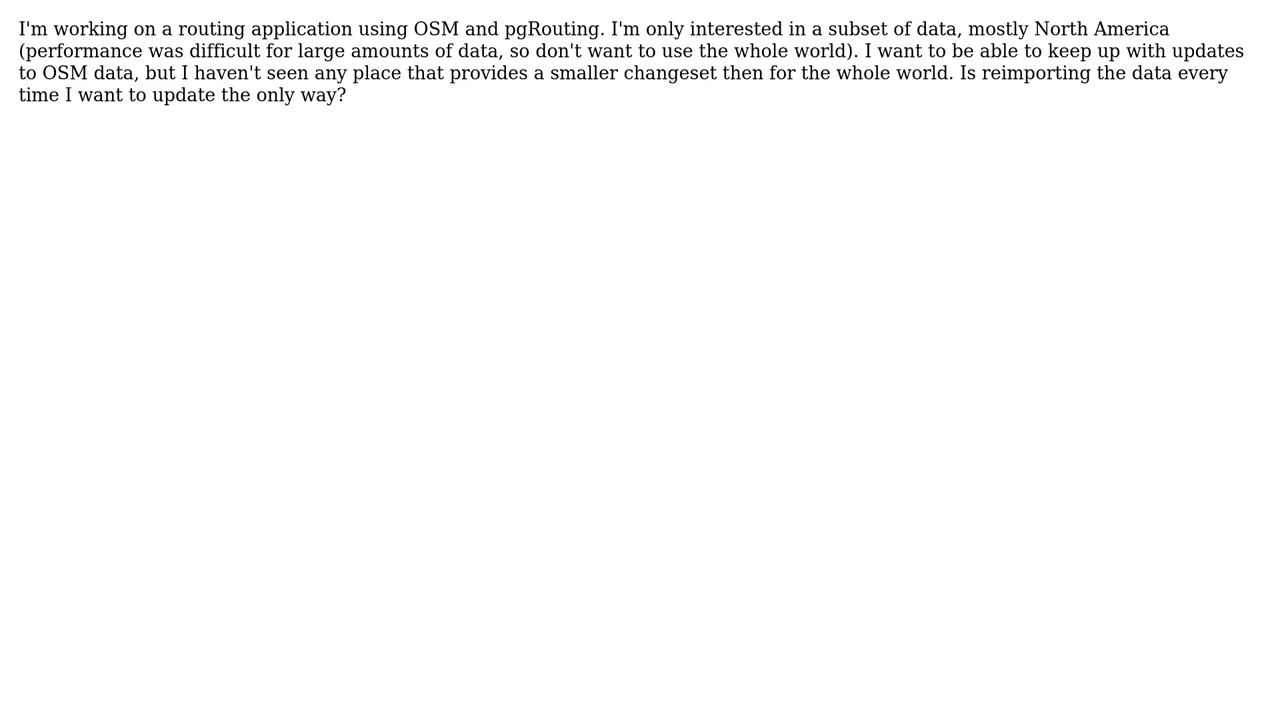 I'm working on a routing application using OSM and pgRouting. I'm only interested in a subset of data, mostly North America
(performance was difficult for large amounts of data, so don't want to use the whole world). I want to be able to keep up with updates
to OSM data, but I haven't seen any place that provides a smaller changeset then for the whole world. Is reimporting the data every
time I want to update the only way?